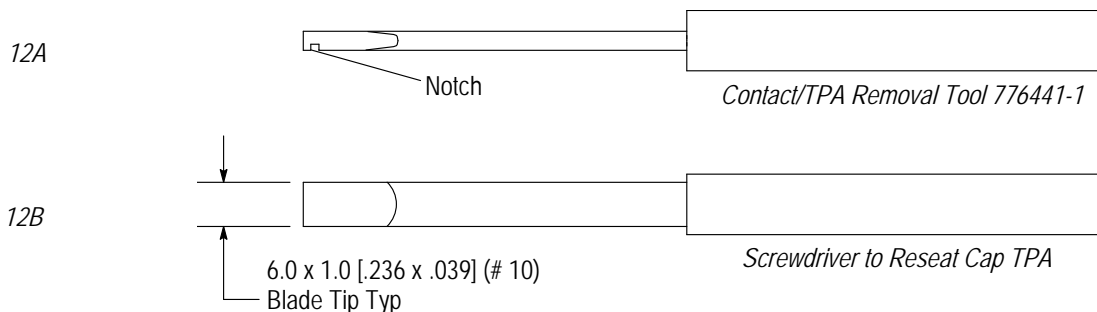 12A
Notch
Contact/TPA Removal Tool 776441-1
12B
Screwdriver to Reseat Cap TPA
6.0 x 1.0 [.236 x .039] (# 10)
Blade Tip Typ